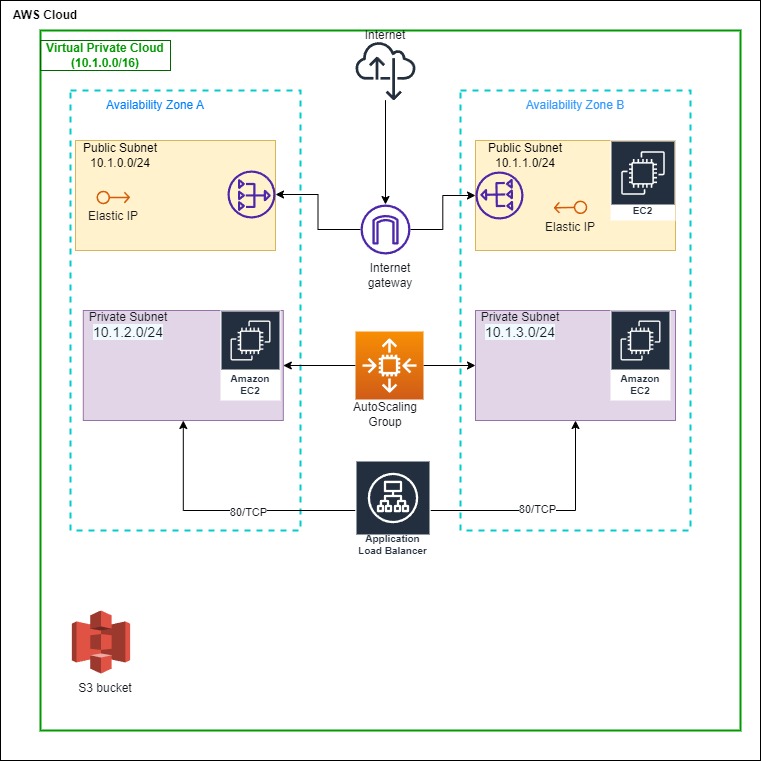 AWS Cloud
Internet
Virtual Private Cloud
(10.1.0.0/16)
Availability Zone A
Availability Zone B
Public Subnet
10.1.0.0/24
Elastic IP
Public Subnet
10.1.1.0/24
Elastic IP
EC2
Internet
gateway
Private Subnet
10.1.2.0/24
Amazon
EC2
Private Subnet
10.1.3.0/24
Amazon
EC2
AutoScaling
Group
80/TCP
80/TCP
Application
Load Balancer
S3 bucket